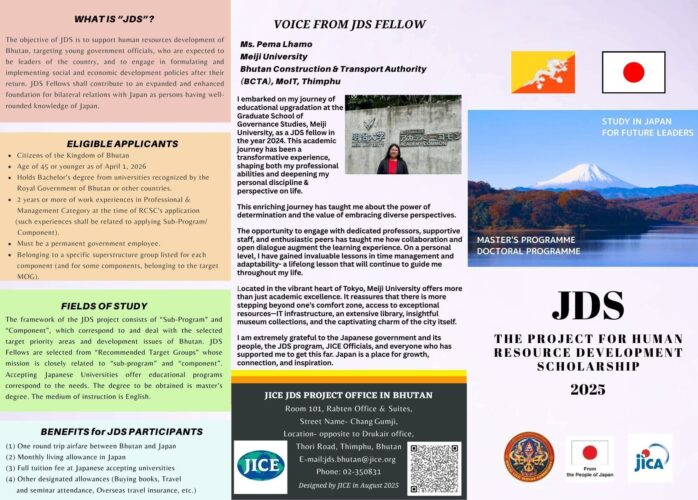 WHAT IS "JDS"?
The objective of JDS is to support human resources development of
Bhutan, targeting young government officials, who are expected to
be leaders of the country, and to engage in formulating and
implementing social and economic development policies after their
return. JDS Fellows shall contribute to an expanded and enhanced
foundation for bilateral relations with Japan as persons having well-
rounded knowledge of Japan.
ELIGIBLE APPLICANTS
• Citizens of the Kingdom of Bhutan
• Age of 45 or younger as of April 1, 2026
• Holds Bachelor's degree from universities recognized by the
Royal Government of Bhutan or other countries.
• 2 years or more of work experiences in Professional &
Management Category at the time of RCSC's application
(such experiences shall be related to applying Sub-Program/
Component).
• Must be a permanent government employee.
• Belonging to a specific superstructure group listed for each
component (and for some components, belonging to the target
MOG).
FIELDS OF STUDY
The framework of the JDS project consists of "Sub-Program" and
"Component", which correspond to and deal with the selected
target priority areas and development issues of Bhutan. JDS
Fellows are selected from "Recommended Target Groups" whose
mission is closely related to "sub-program" and "component".
Accepting Japanese Universities offer educational programs
correspond to the needs. The degree to be obtained is master's
degree. The medium of instruction is English.
BENEFITS for JDS PARTICIPANTS
(1) One round trip airfare between Bhutan and Japan
(2) Monthly living allowance in Japan
(3) Full tuition fee at Japanese accepting universities
(4) Other designated allowances (Buying books, Travel
and seminar attendance, Overseas travel insurance, etc.)
VOICE FROM JDS FELLOW
Ms. Pema Lhamo
Meiji University
Bhutan Construction & Transport Authority
(BCTA), MoIT, Thimphu
I embarked on my journey of
educational upgradation at the
Graduate School of
Governance Studies, Meiji
University, as a JDS fellow in
the year 2024. This academic
journey has been a
transformative experience,
shaping both my professional
abilities and deepening my
personal discipline &
perspective on life.
This enriching journey has taught me about the power of
determination and the value of embracing diverse perspectives.
The opportunity to engage with dedicated professors, supportive
staff, and enthusiastic peers has taught me how collaboration and
open dialogue augment the learning experience. On a personal
level, I have gained invaluable lessons in time management and
adaptability- a lifelong lesson that will continue to guide me
throughout my life.
Located in the vibrant heart of Tokyo, Meiji University offers more
than just academic excellence. It reassures that there is more
stepping beyond one's comfort zone, access to exceptional
resources—IT infrastructure, an extensive library, insightful
museum collections, and the captivating charm of the city itself.
I am extremely grateful to the Japanese government and its
people, the JDS program, JICE Officials, and everyone who has
supported me to get this far. Japan is a place for growth,
connection, and inspiration.
JICE JDS PROJECT OFFICE IN BHUTAN
Room 101, Rabten Office & Suites,
Street Name- Chang Gumji,
Location- opposite to Drukair office,
Thori Road, Thimphu, Bhutan
E-mail:jds.bhutan@jice.org
Phone: 02-350831
Designed by JICE in August 2025
JICE
STUDY IN JAPAN
FOR FUTURE LEADERS
MASTER'S PROGRAMME
DOCTORAL PROGRAMME
JDS
THE PROJECT FOR HUMAN
RESOURCE DEVELOPMENT
SCHOLARSHIP
2025
From
the People of Japan
JICA